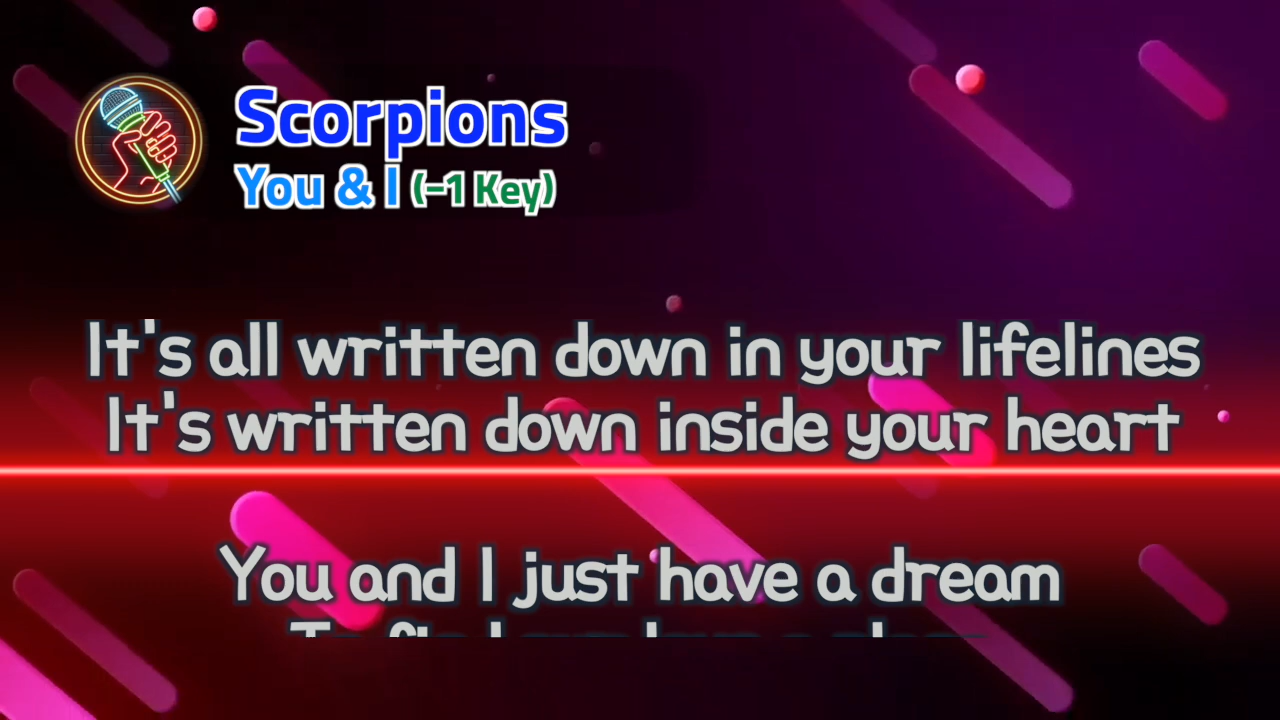 Scorpions
You & I (-1 Key)
It's all written down in your lifelines
It's written down inside your heart
You and I just have a dream